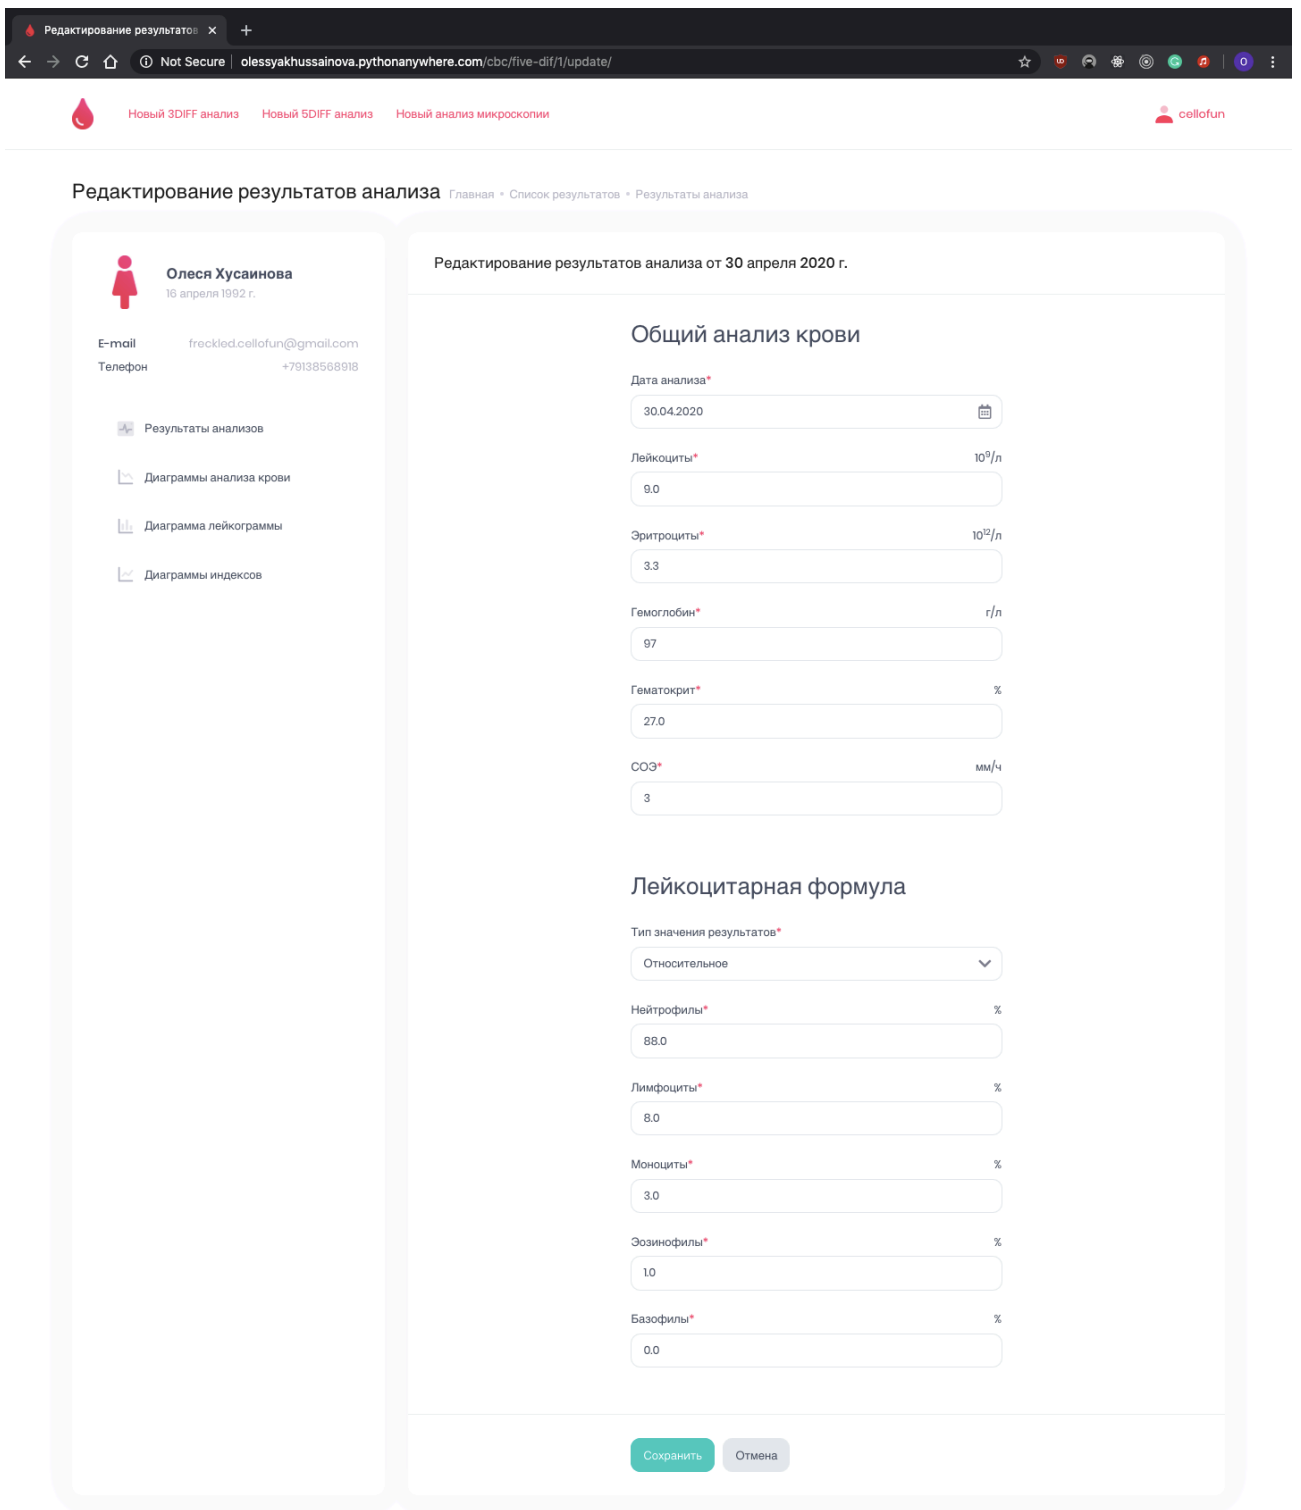 Редактирование результатов
Not Secure | olessyakhussainova.pythonanywhere.com/cbc/five-dif/1/update/
O
Новый 3DIFF анализ Новый 5DIFF анализ Новый анализ микроскопии
cellofun
Редактирование результатов анализа Главная • Список результатов • Результаты анализа
Олеся Хусаинова
16 апреля 1992 г.
E-mail freckled.cellofun@gmail.com
Телефон +79138568918
Результаты анализов
Диаграммы анализа крови
Диаграмма лейкограммы
Диаграммы индексов
Редактирование результатов анализа от 30 апреля 2020 г.
Общий анализ крови
Дата анализа*
30.04.2020
Лейкоциты* 10⁹/л
9.0
Эритроциты* 10¹²/л
3.3
Гемоглобин* г/л
97
Гематокрит* %
27.0
СОЭ* мм/ч
3
Лейкоцитарная формула
Тип значения результатов*
Относительное
Нейтрофилы* %
88.0
Лимфоциты* %
8.0
Моноциты* %
3.0
Эозинофилы* %
1.0
Базофилы* %
0.0
Сохранить Отмена